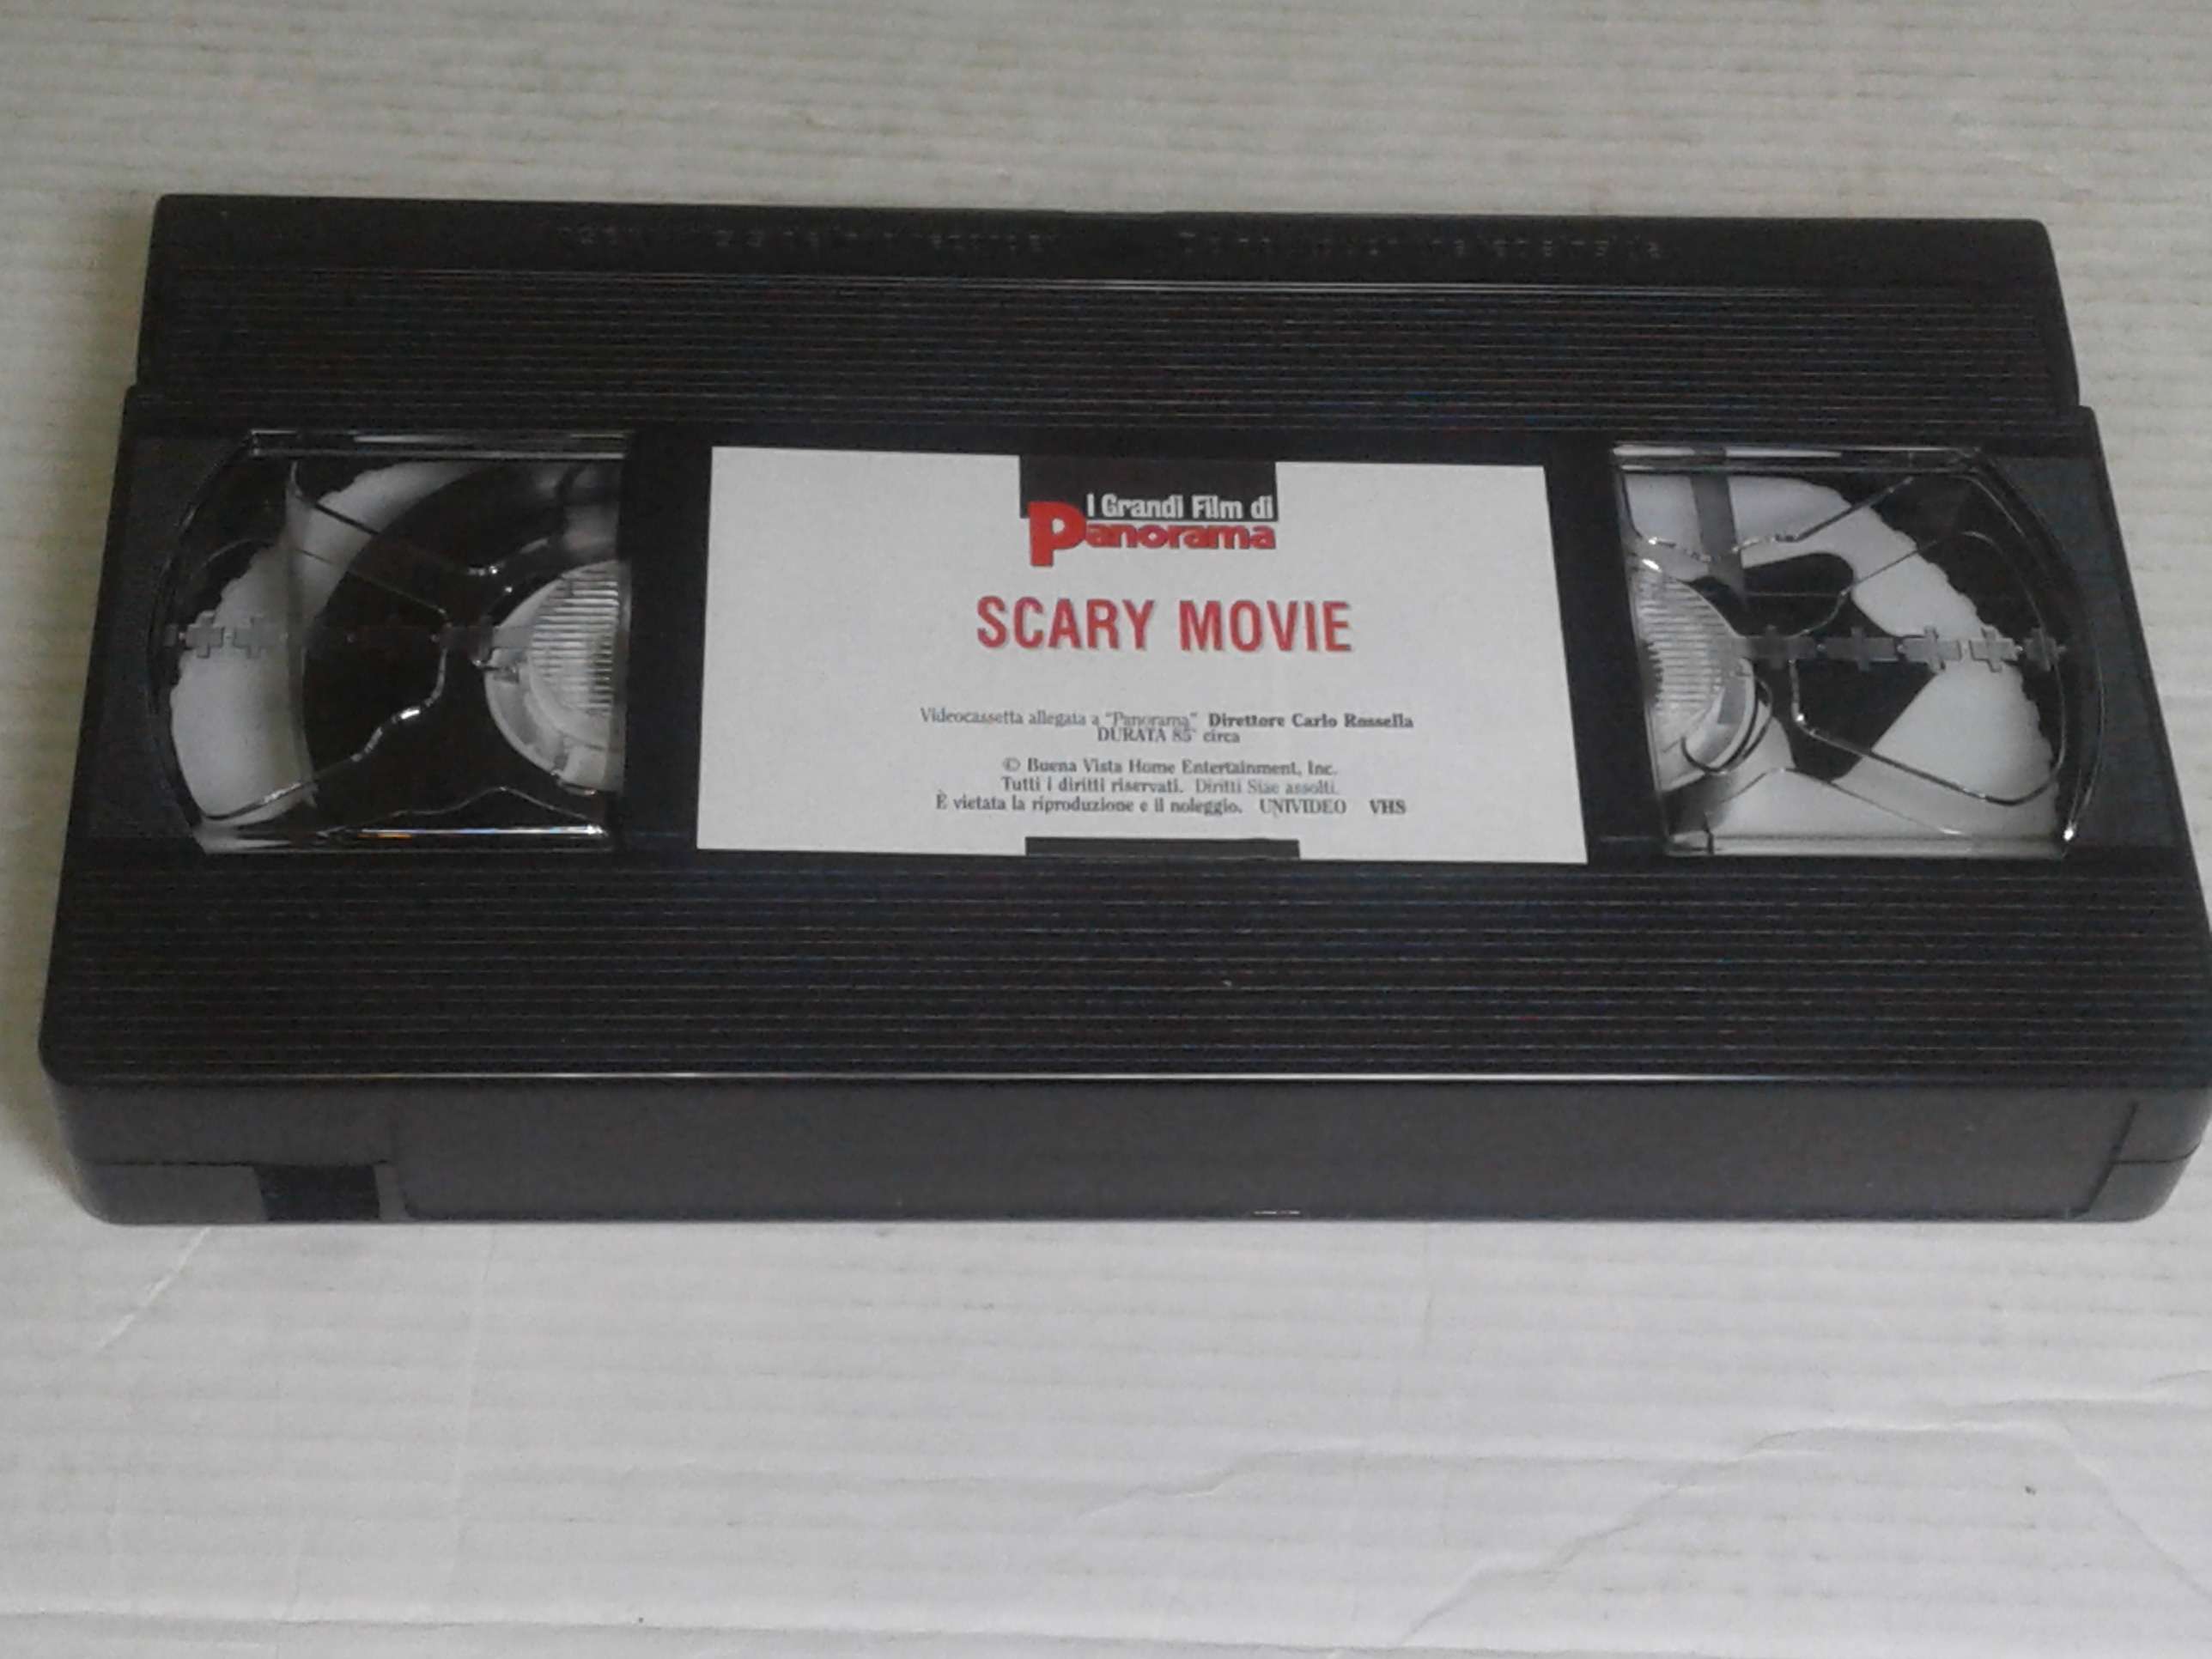 I Grandi Film di
Panorama
SCARY MOVIE
Videocassetta allegata a "Panorama" Direttore Carlo Rossella
DURATA 85' circa
© Buena Vista Home Entertainment, Inc.
Tutti i diritti riservati. Diritti Siae assolti.
È vietata la riproduzione e il noleggio. UNIVIDEO VHS